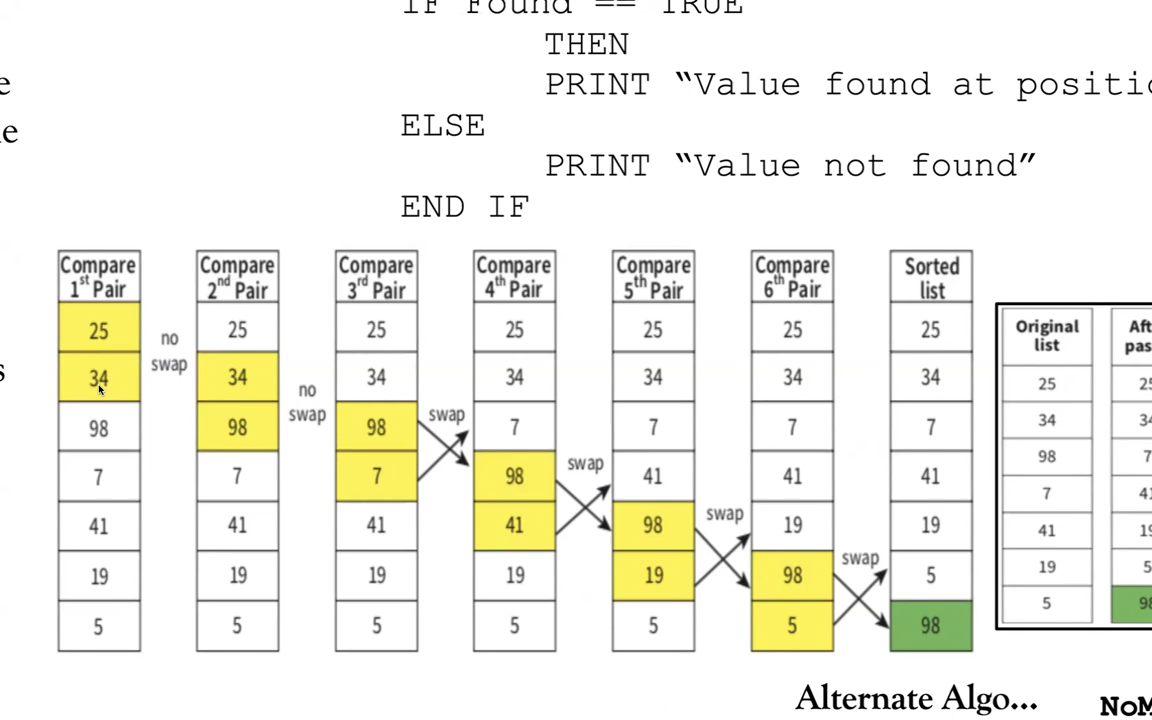 IF Found == TRUE
THEN
PRINT “Value found at
ELSE
PRINT “Value not found”
END IF
Compare 1st Pair
25
34
98
7
41
19
5
no swap
Compare 2nd Pair
25
34
98
7
41
19
5
no swap
Compare 3rd Pair
25
34
98
7
41
19
5
swap
Compare 4th Pair
25
34
7
98
41
19
5
swap
Compare 5th Pair
25
34
7
41
98
19
5
swap
Compare 6th Pair
25
34
7
41
19
98
5
swap
Sorted list
25
34
7
41
19
5
98
Original list
25
34
98
7
41
19
5
Alternate Algo...